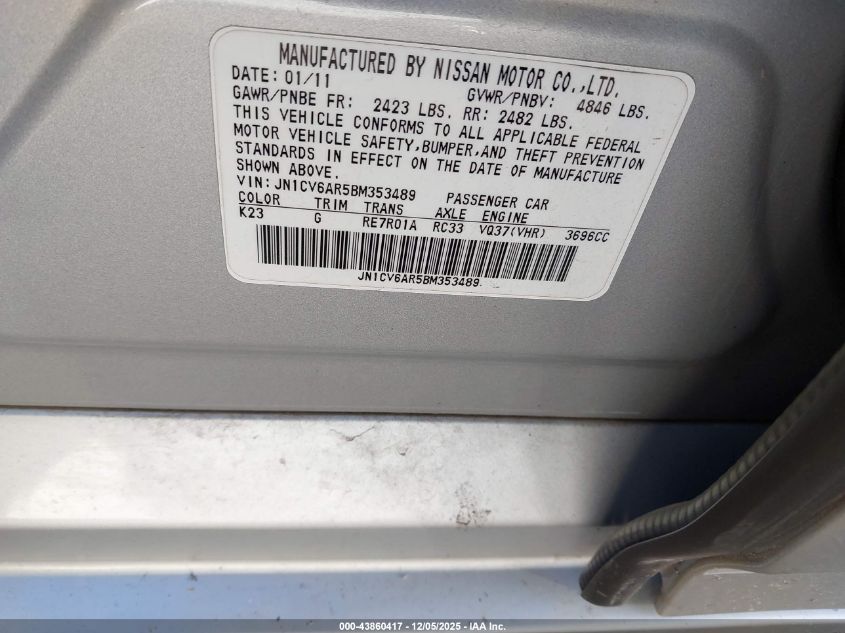 MANUFACTURED BY NISSAN MOTOR CO.,LTD.
DATE: 01/11 GVWR/PNBV: 4846 LBS.
GAWR/PNBE FR: 2423 LBS. RR: 2482 LBS.
THIS VEHICLE CONFORMS TO ALL APPLICABLE FEDERAL
MOTOR VEHICLE SAFETY,BUMPER,AND THEFT PREVENTION
STANDARDS IN EFFECT ON THE DATE OF MANUFACTURE
SHOWN ABOVE.
VIN: JN1CV6AR5BM353489 PASSENGER CAR
COLOR TRIM TRANS AXLE ENGINE
K23 G RE7R01A RC33 VQ37(VHR) 3696CC
JN1CV6AR5BM353489
000-43860417 - 12/05/2025 - IAA Inc.